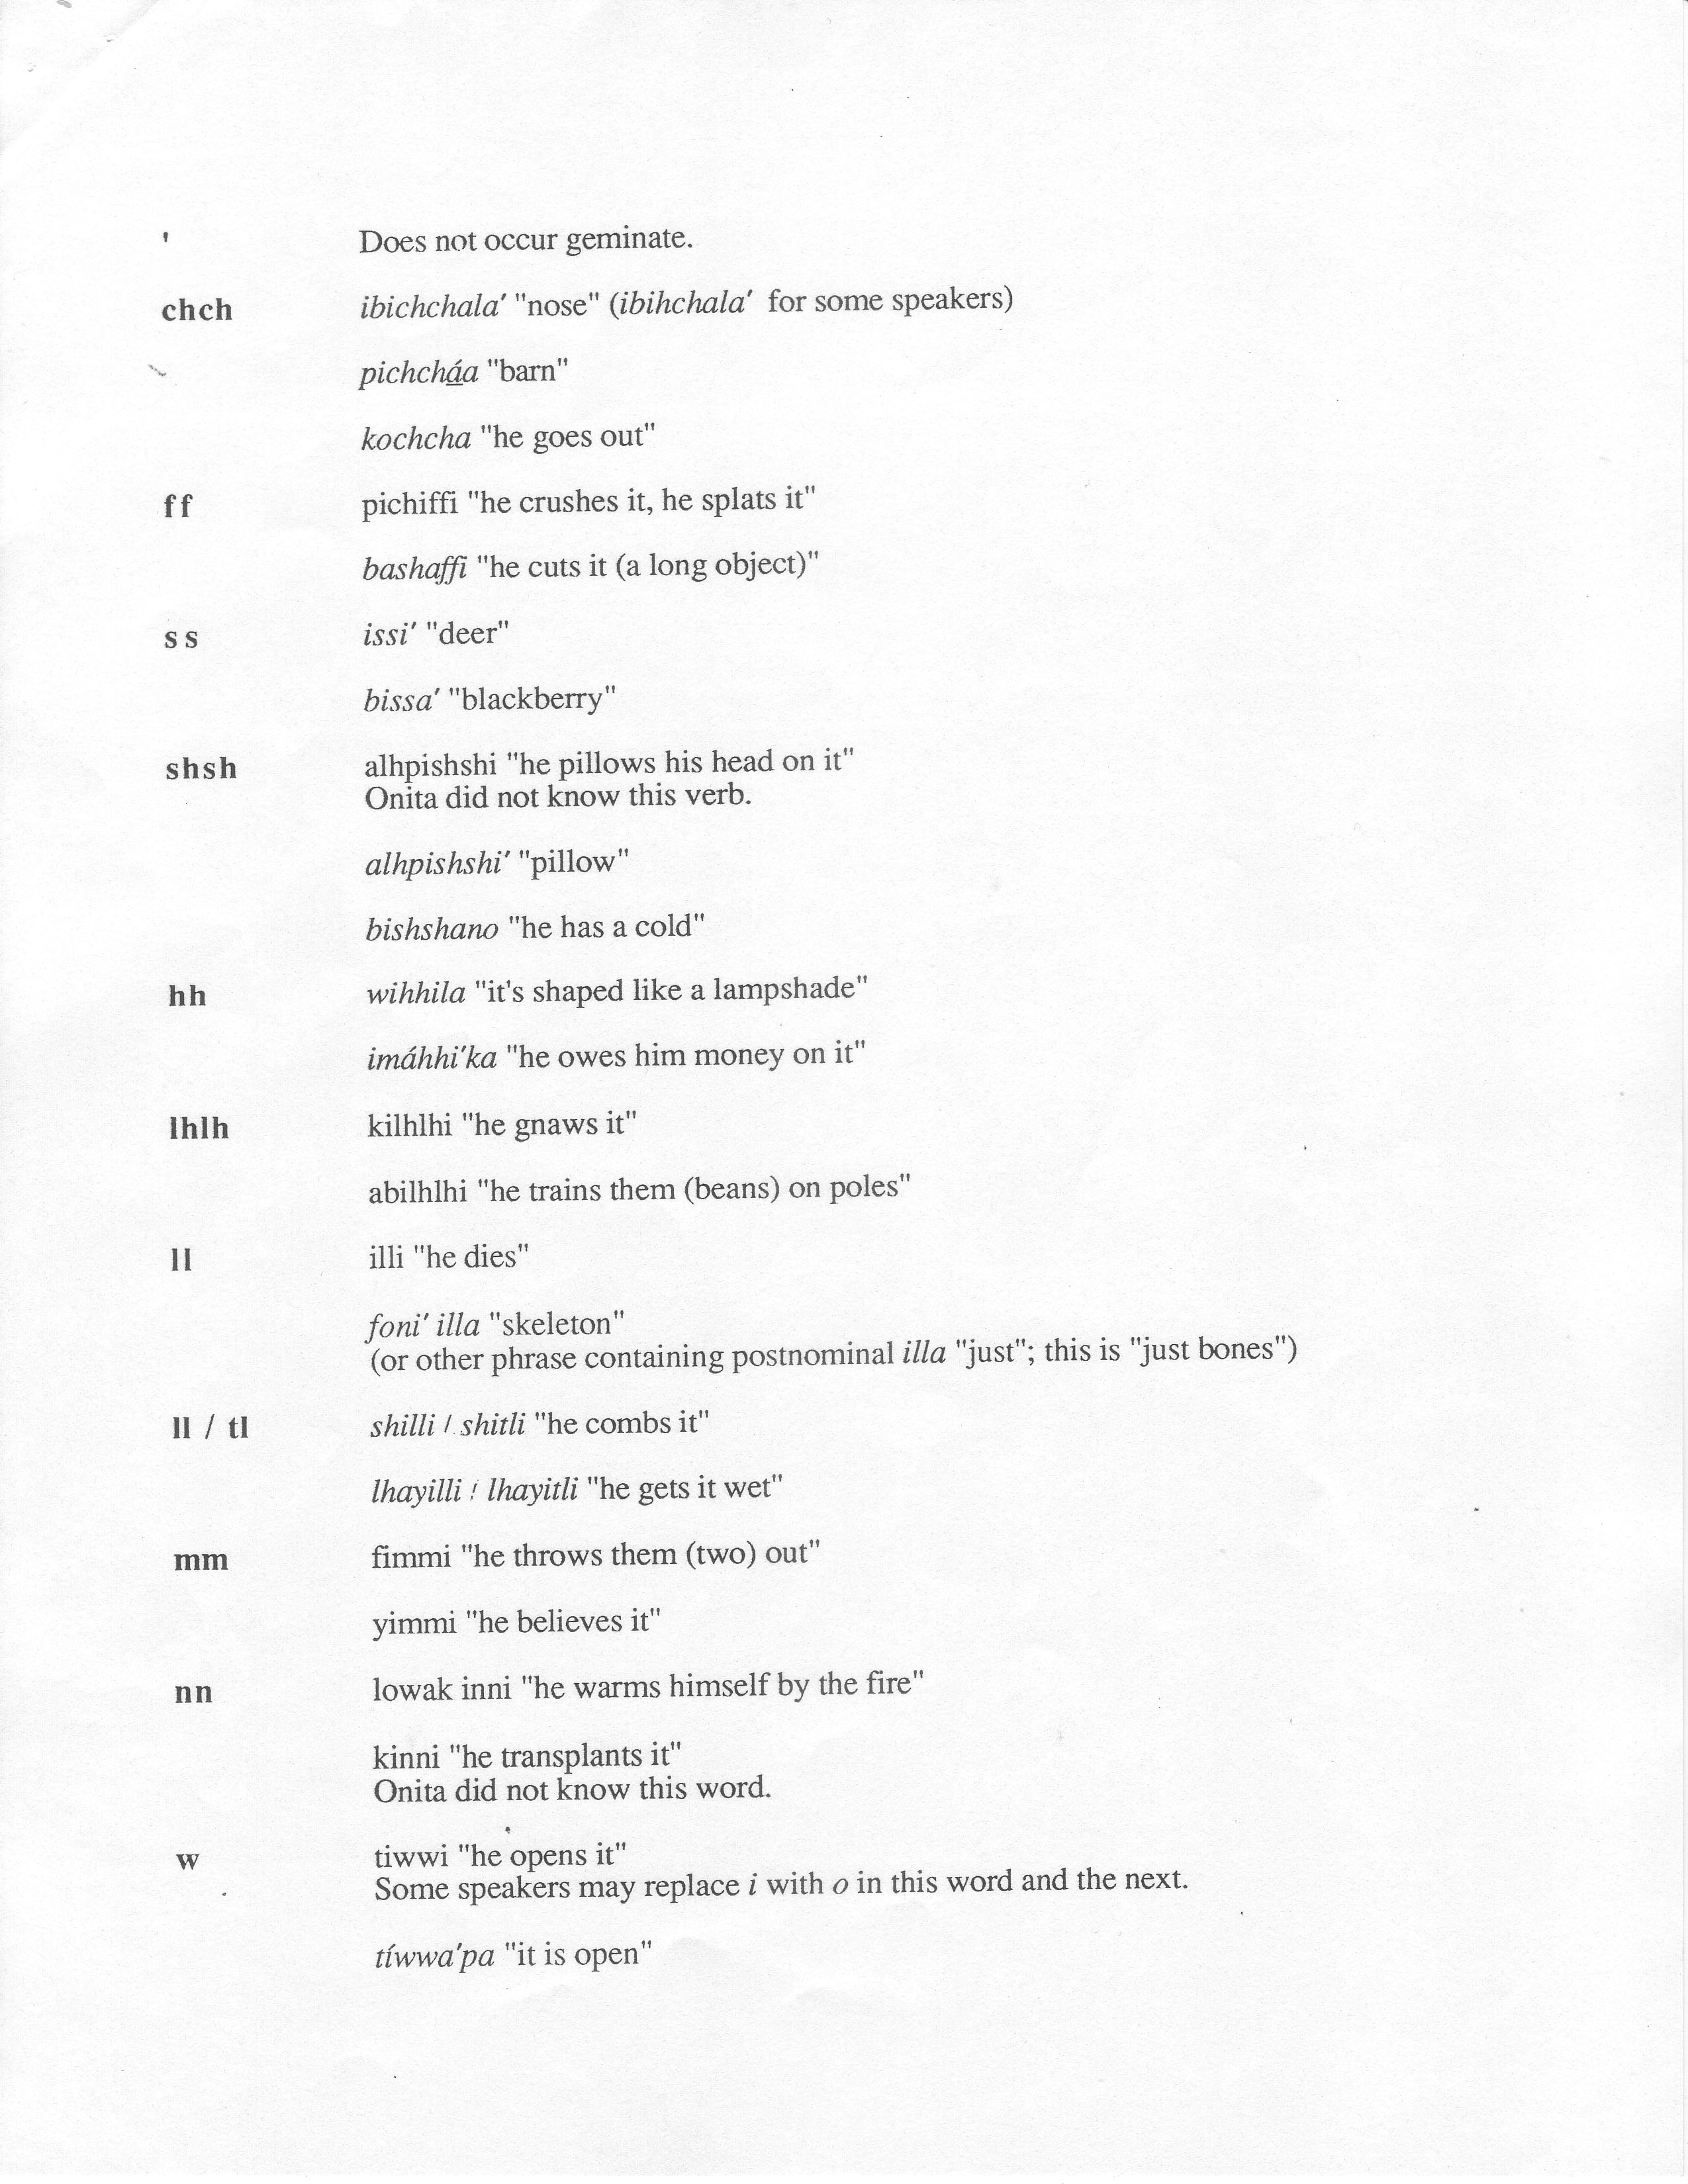 ' Does not occur geminate.
chch ibichchala' "nose" (ibihchala' for some speakers)
pichchá̱a "barn"
kochcha "he goes out"
ff pichiffi "he crushes it, he splats it"
bashaffi "he cuts it (a long object)"
ss issi' "deer"
bissa' "blackberry"
shsh alhpishshi "he pillows his head on it"
Onita did not know this verb.
alhpishshi' "pillow"
bishshano "he has a cold"
hh wihhila "it's shaped like a lampshade"
imáhhi'ka "he owes him money on it"
lhlh kilhlhi "he gnaws it"
abilhlhi "he trains them (beans) on poles"
ll illi "he dies"
foni' illa "skeleton"
(or other phrase containing postnominal illa "just"; this is "just bones")
ll / tl shilli / shitli "he combs it"
lhayilli / lhayitli "he gets it wet"
mm fimmi "he throws them (two) out"
yimmi "he believes it"
nn lowak inni "he warms himself by the fire"
kinni "he transplants it"
Onita did not know this word.
w tiwwi "he opens it"
Some speakers may replace i with o in this word and the next.
tíwwa'pa "it is open"